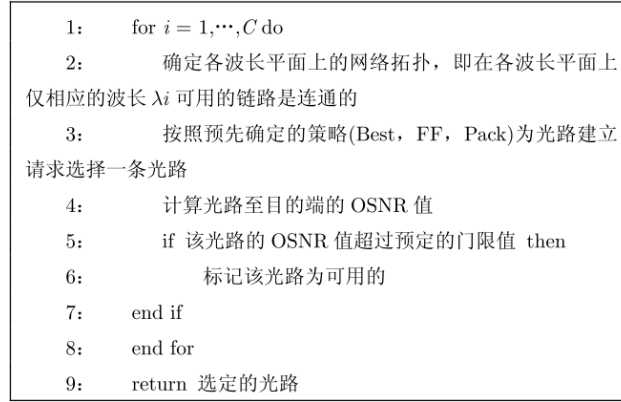 1: for i = 1,⋯,C do
2: 确定各波长平面上的网络拓扑，即在各波长平面上
仅相应的波长 λi 可用的链路是连通的
3: 按照预先确定的策略(Best，FF，Pack)为光路建立
请求选择一条光路
4: 计算光路至目的端的 OSNR 值
5: if 该光路的 OSNR 值超过预定的门限值 then
6: 标记该光路为可用的
7: end if
8: end for
9: return 选定的光路